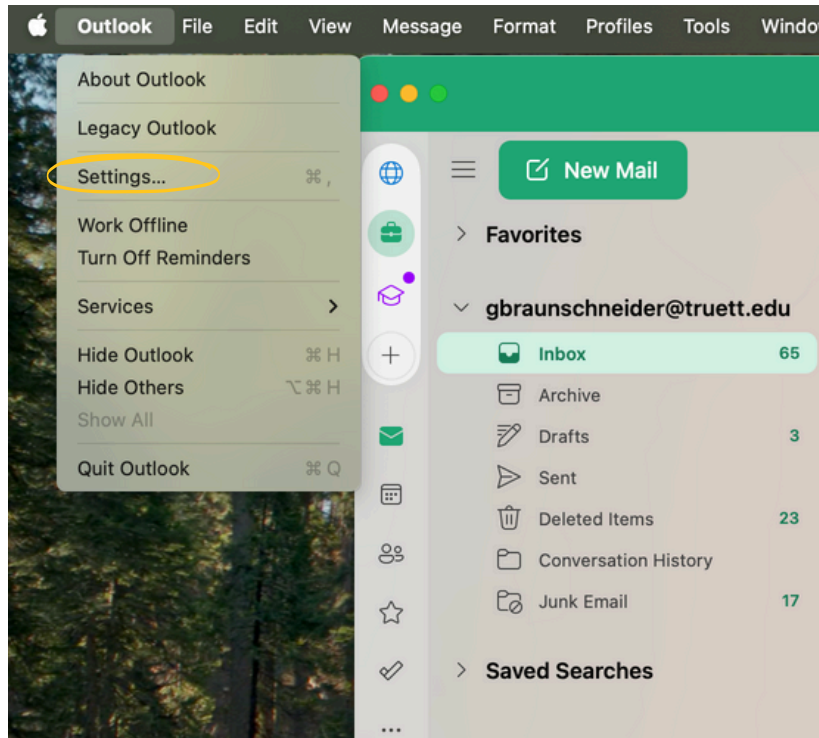 Outlook File Edit View Message Format Profiles Tools Windo
About Outlook
Legacy Outlook
Settings... ⌘ ,
Work Offline
Turn Off Reminders
Services
Hide Outlook ⌘ H
Hide Others ⌥ ⌘ H
Show All
Quit Outlook ⌘ Q
New Mail
Favorites
gbraunschneider@truett.edu
Inbox 65
Archive
Drafts 3
Sent
Deleted Items 23
Conversation History
Junk Email 17
Saved Searches